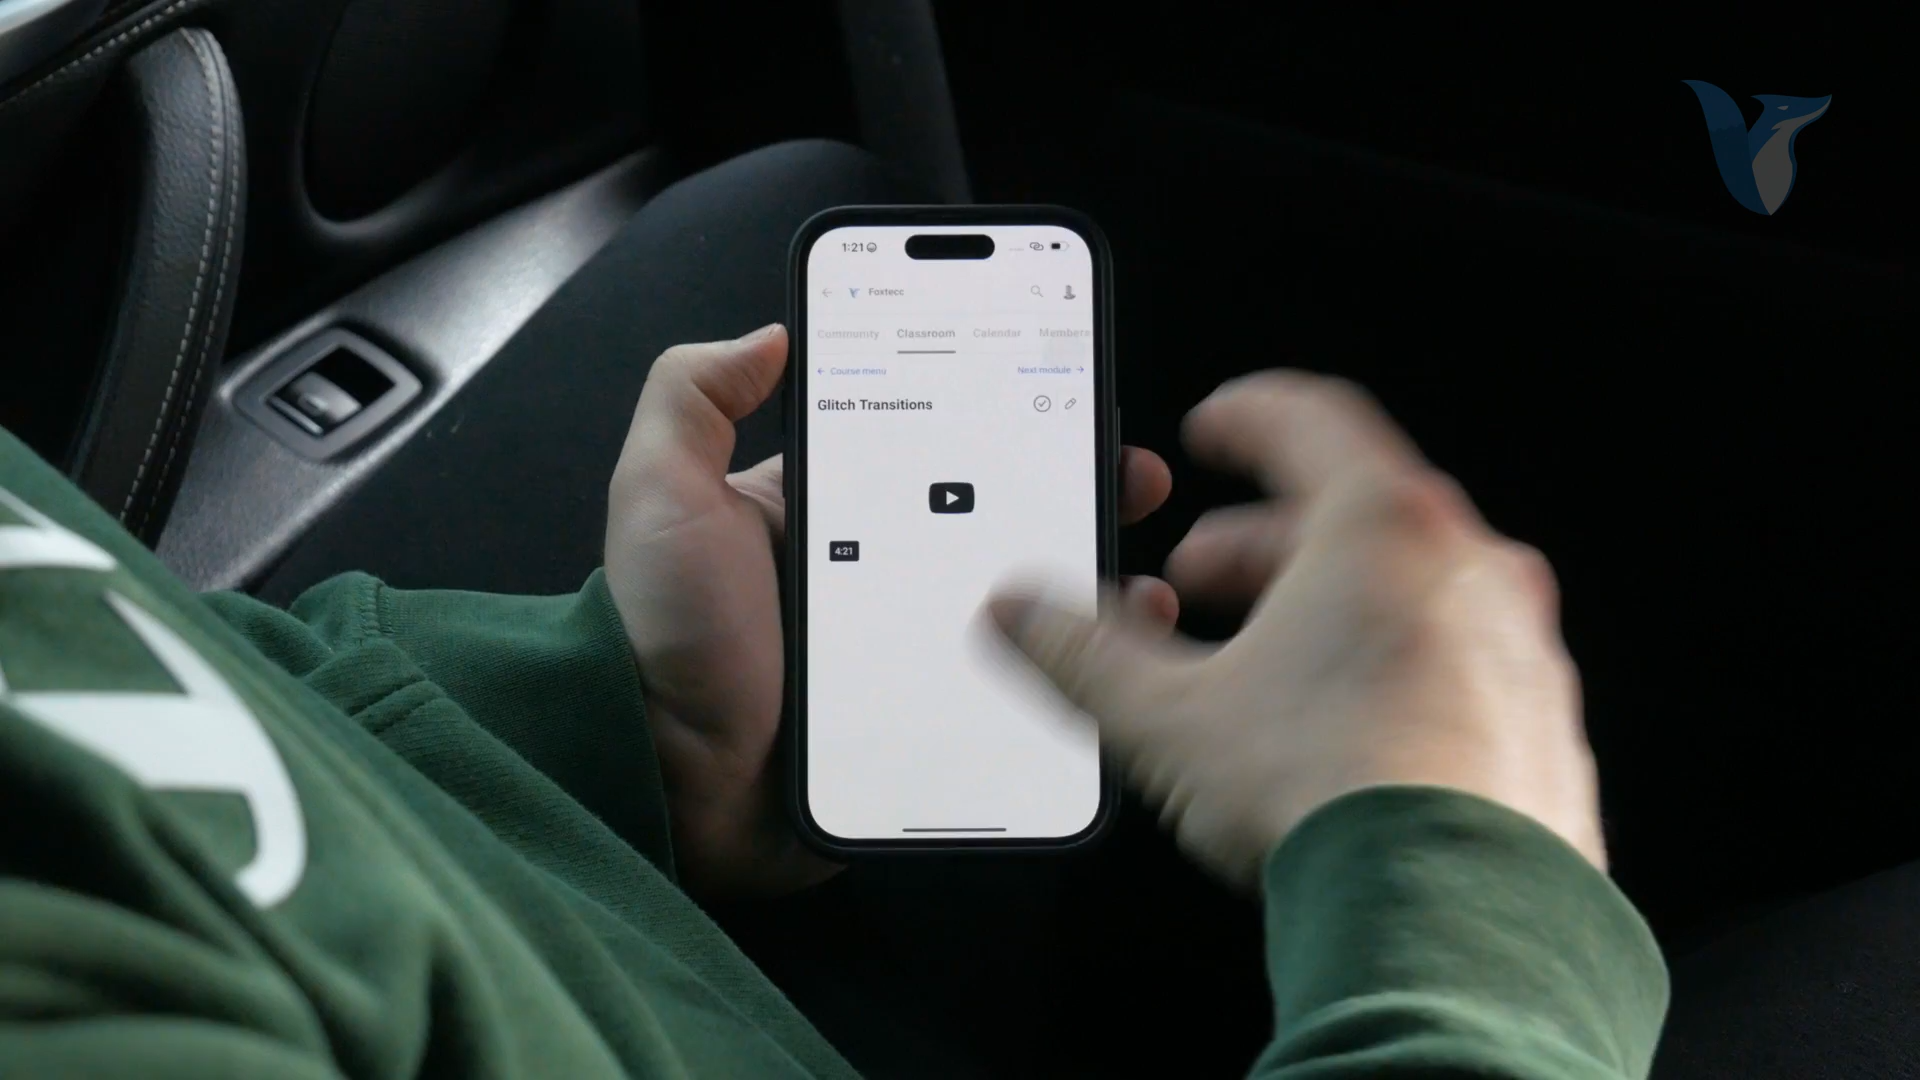 1:21
Foxtecc
Community Classroom Calendar Members
Course menu Next module
Glitch Transitions
4:21